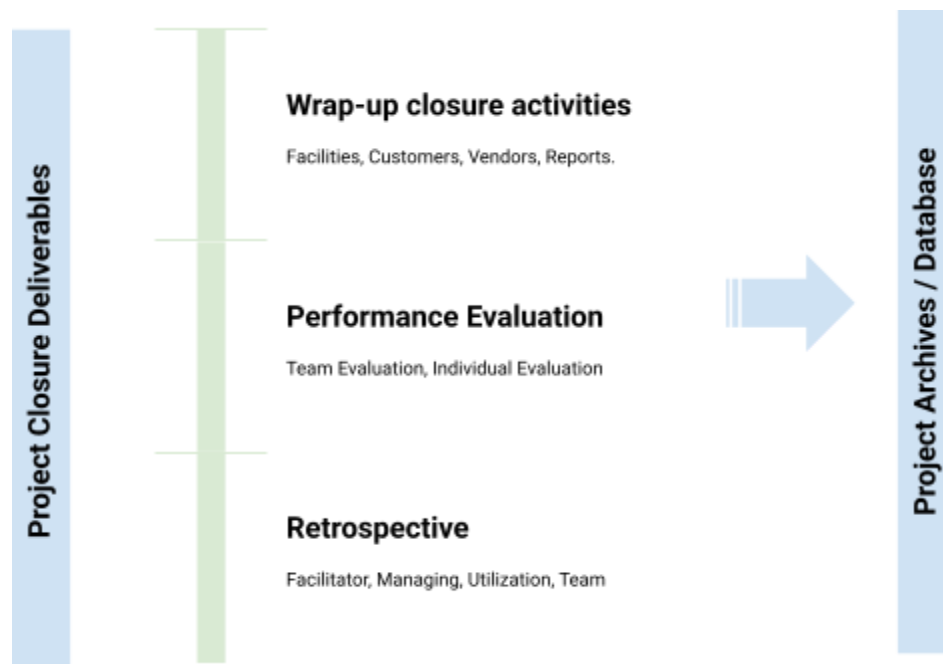 Project Closure Deliverables
Wrap-up closure activities
Facilities, Customers, Vendors, Reports.
Performance Evaluation
Team Evaluation, Individual Evaluation
Retrospective
Facilitator, Managing, Utilization, Team
Project Archives / Database